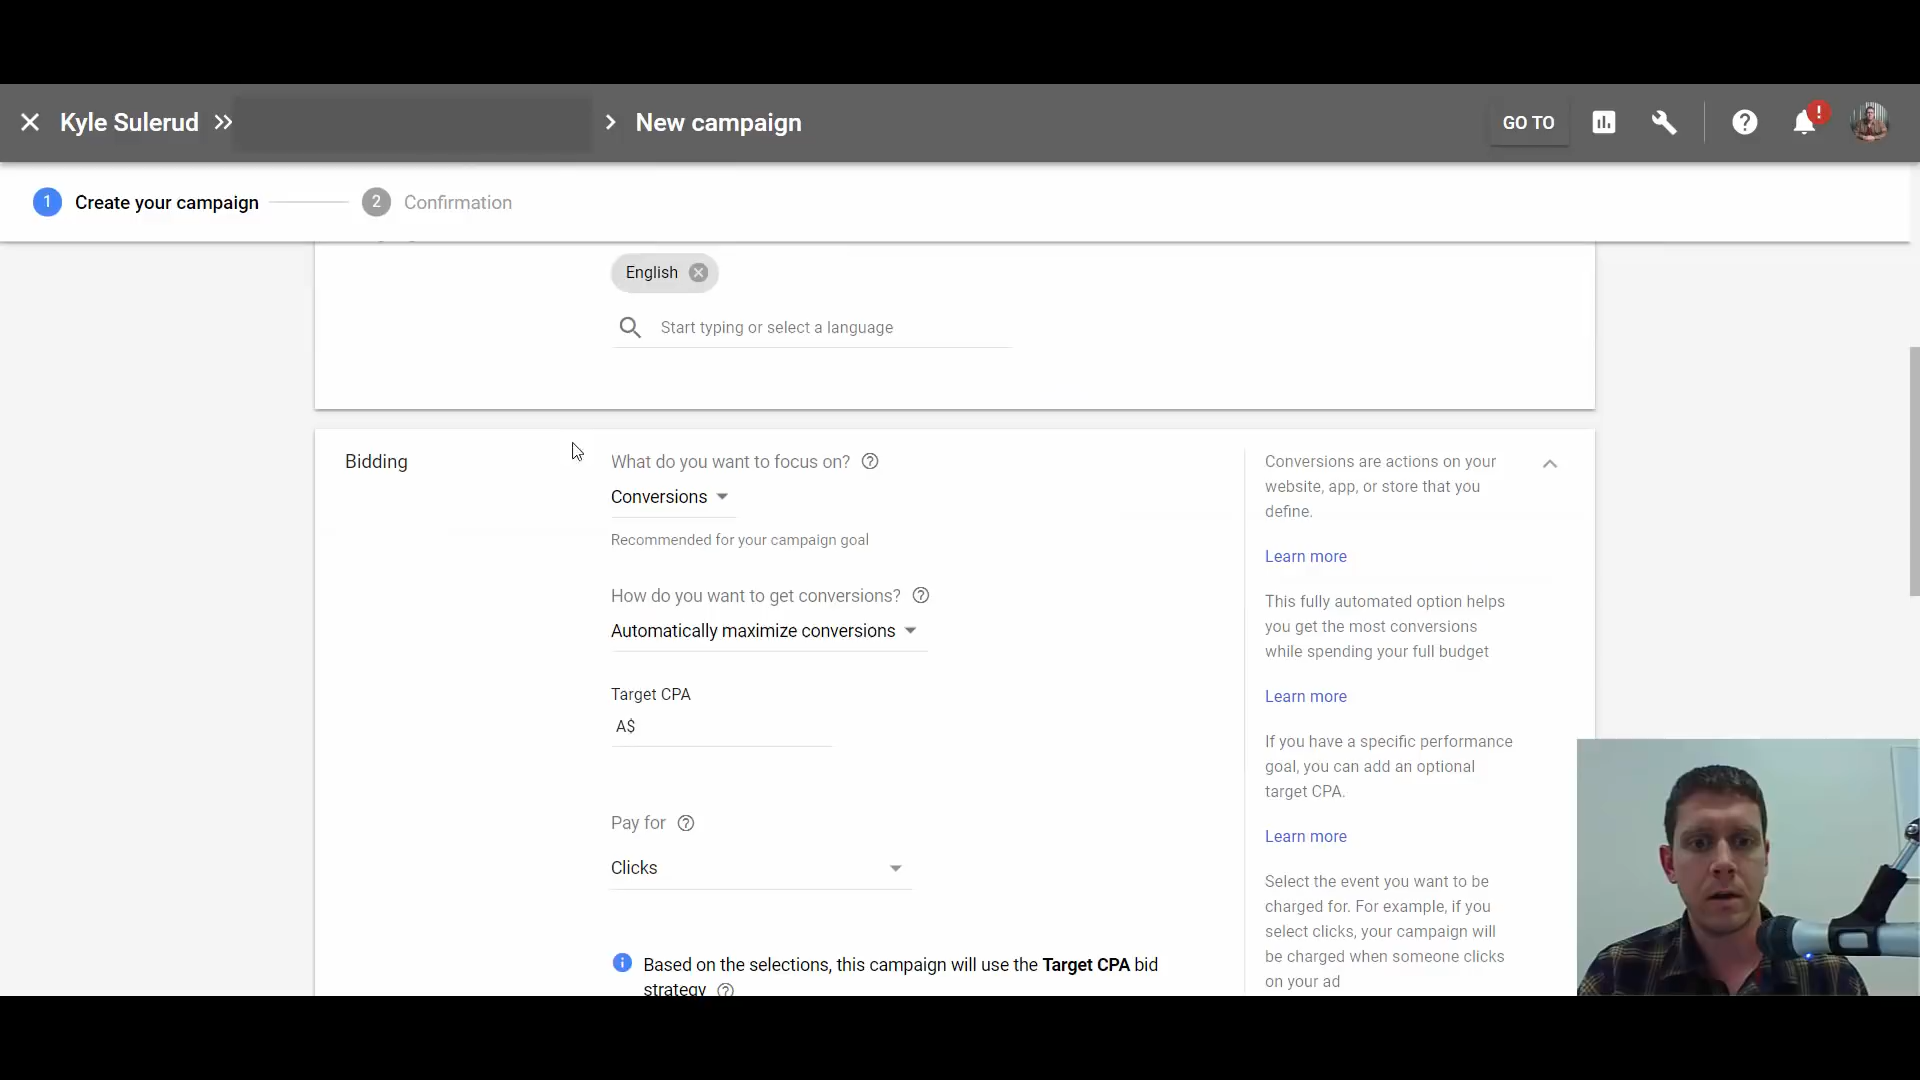 Kyle Sulerud
New campaign
GO TO
!
1 Create your campaign
2 Confirmation
English
Start typing or select a language
Bidding
What do you want to focus on?
Conversions
Recommended for your campaign goal
How do you want to get conversions?
Automatically maximize conversions
Target CPA
A$
Pay for
Clicks
Based on the selections, this campaign will use the Target CPA bid
strategy
Conversions are actions on your
website, app, or store that you
define.
Learn more
This fully automated option helps
you get the most conversions
while spending your full budget
Learn more
If you have a specific performance
goal, you can add an optional
target CPA.
Learn more
Select the event you want to be
charged for. For example, if you
select clicks, your campaign will
be charged when someone clicks
on your ad